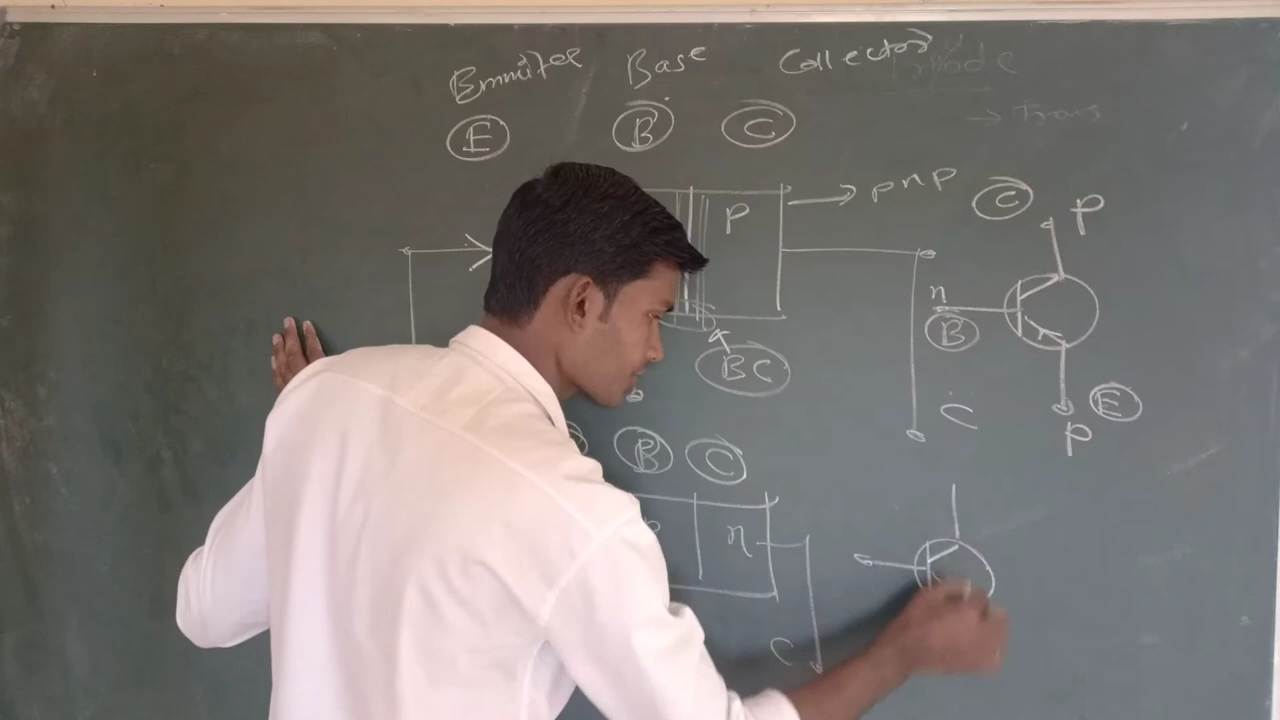 Emmiter Base Collector
E B C
P → pnp C P
n
B
BC
E
C
P
B C
n
C